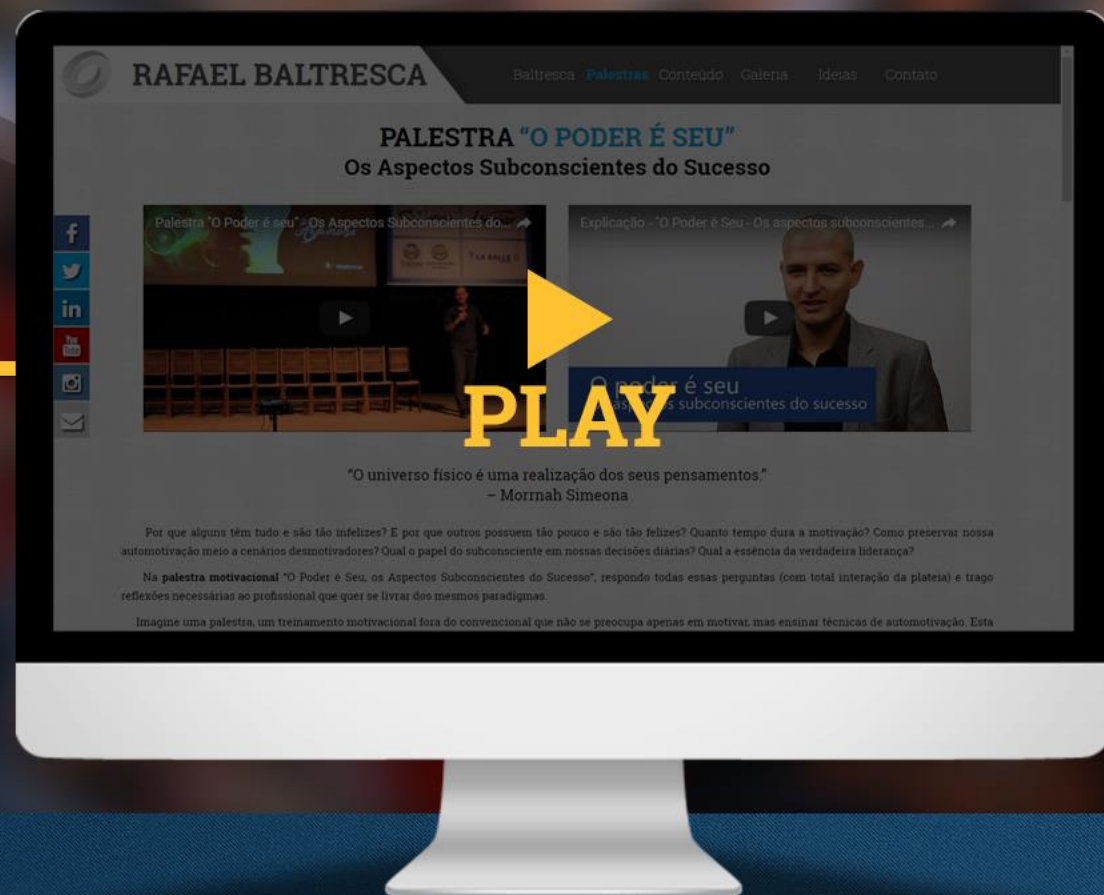 RAFAEL BALTRESCA
Baltresca Palestras Conteúdo Galeria Ideias Contato
PALESTRA “O PODER É SEU”
Os Aspectos Subconscientes do Sucesso
Palestra "O Poder é seu" - Os Aspectos Subconscientes do...
Explicação - "O Poder é Seu - Os aspectos subconscientes...
f
in
You Tube
O poder é seu
aspectos subconscientes do sucesso
PLAY
“O universo físico é uma realização dos seus pensamentos.”
– Morrnah Simeona
Por que alguns têm tudo e são tão infelizes? E por que outros possuem tão pouco e são tão felizes? Quanto tempo dura a motivação? Como preservar nossa
automotivação meio a cenários desmotivadores? Qual o papel do subconsciente em nossas decisões diárias? Qual a essência da verdadeira liderança?
Na palestra motivacional "O Poder é Seu, os Aspectos Subconscientes do Sucesso", respondo todas essas perguntas (com total interação da plateia) e trago
reflexões necessárias ao profissional que quer se livrar dos mesmos paradigmas.
Imagine uma palestra, um treinamento motivacional fora do convencional que não se preocupa apenas em motivar, mas ensinar técnicas de automotivação. Esta